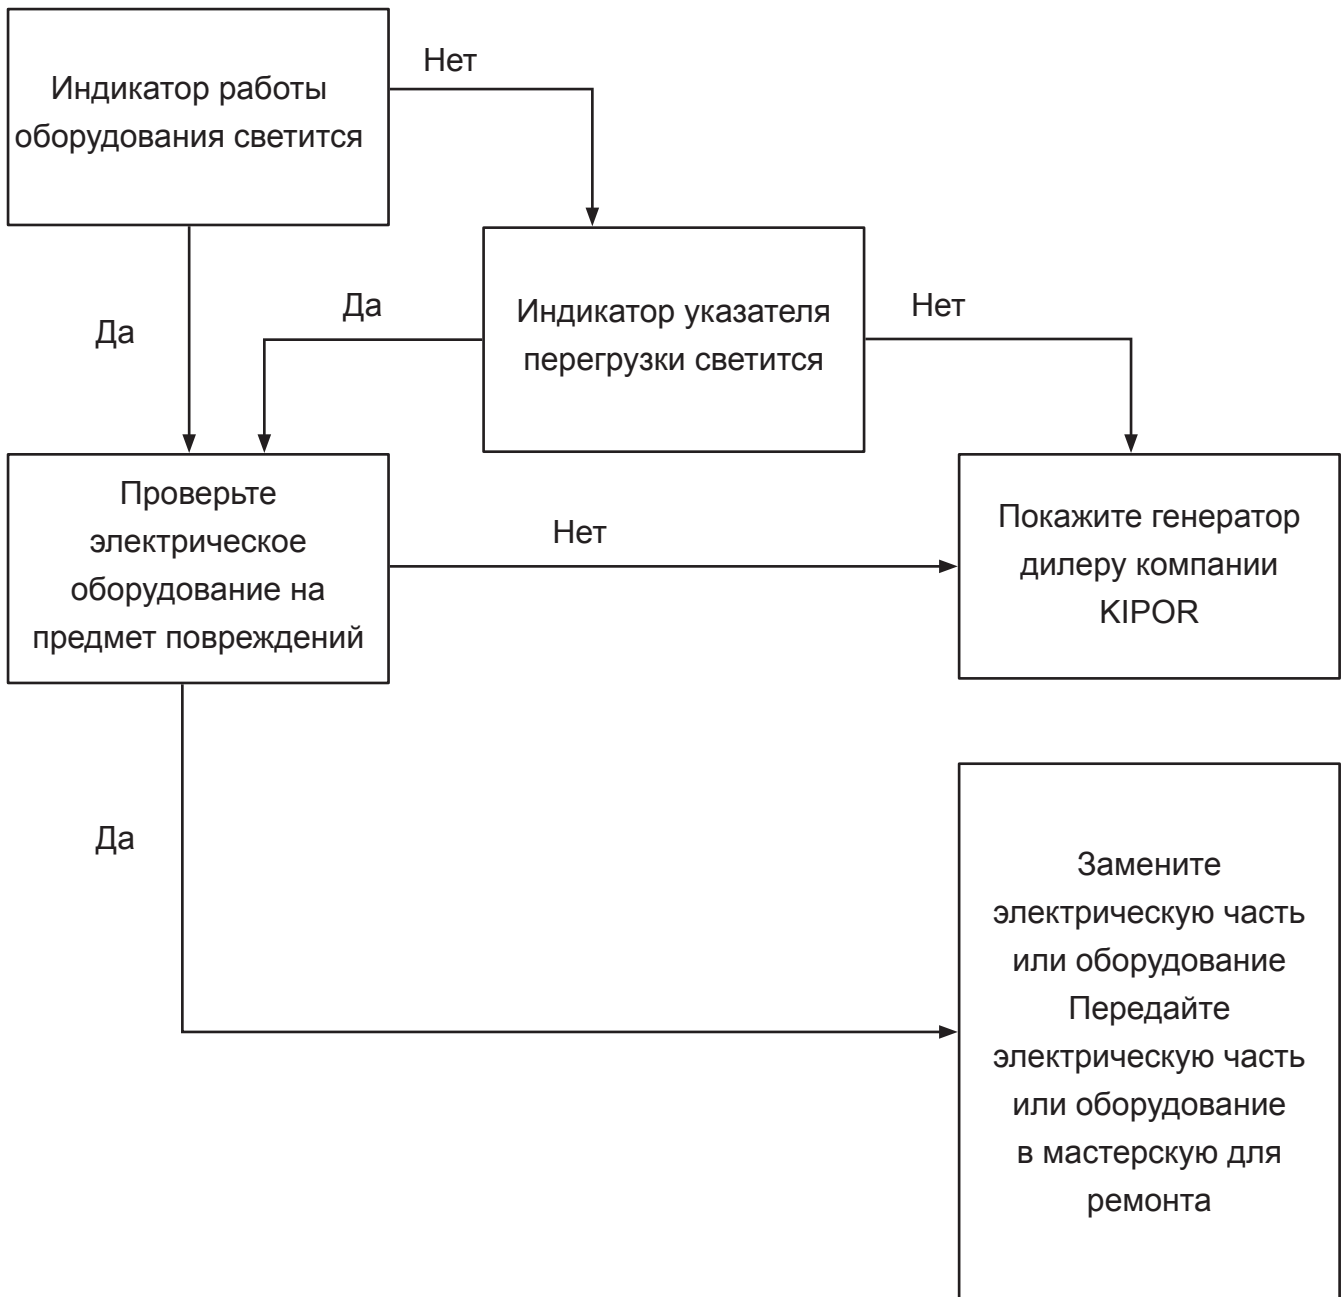 Нет
Индикатор работы
оборудования светится
Да
Индикатор указателя
перегрузки светится
Нет
Да
Проверьте
электрическое
оборудование на
предмет повреждений
Нет
Покажите генератор
дилеру компании
KIPOR
Да
Замените
электрическую часть
или оборудование
Передайте
электрическую часть
или оборудование
в мастерскую для
ремонта